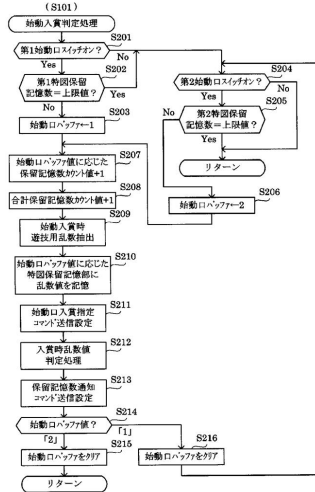 (S101)
始動入賞判定処理
S201
第1始動口スイッチオン?
No
Yes
S202
第1特図保留
記憶数=上限値?
Yes
No
S203
始動口バッファ←1
S204
第2始動口スイッチオン?
No
Yes
S205
第2特図保留
記憶数=上限値?
No
Yes
リターン
S206
始動口バッファ←2
S207
始動口バッファ値に応じた
保留記憶数カウント値+1
S208
合計保留記憶数カウント値+1
S209
始動入賞時
遊技用乱数抽出
S210
始動口バッファ値に応じた
特図保留記憶部に
乱数値を記憶
S211
始動口入賞指定
コマンド送信設定
S212
入賞時乱数値
判定処理
S213
保留記憶数通知
コマンド送信設定
S214
始動口バッファ値?
「1」
「2」
S215
始動口バッファをクリア
S216
始動口バッファをクリア
リターン